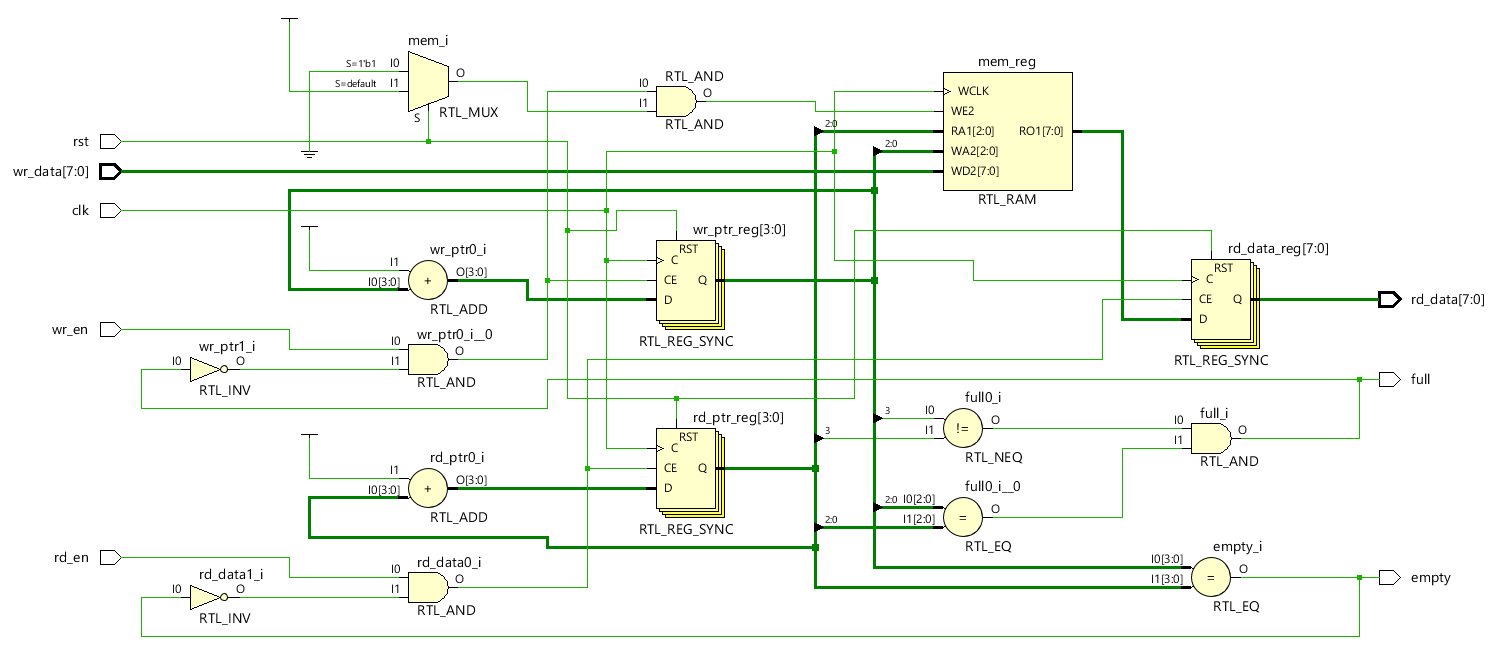 mem_i
S=1'b1 I0
S=default I1
O
S
RTL_MUX
RTL_AND
I0
I1
O
RTL_AND
mem_reg
WCLK
WE2
RA1[2:0]
WA2[2:0]
WD2[7:0]
RO1[7:0]
RTL_RAM
2:0
2:0
rst
wr_data[7:0]
clk
wr_ptr0_i
I1
I0[3:0]
+
O[3:0]
RTL_ADD
wr_ptr_reg[3:0]
RST
C
CE
D
Q
RTL_REG_SYNC
rd_data_reg[7:0]
RST
C
CE
D
Q
RTL_REG_SYNC
rd_data[7:0]
wr_en
wr_ptr1_i
I0
O
RTL_INV
wr_ptr0_i__0
I0
I1
O
RTL_AND
full
rd_ptr_reg[3:0]
RST
C
CE
D
Q
RTL_REG_SYNC
3
3
full0_i
I0
I1
!=
O
RTL_NEQ
full_i
I0
I1
O
RTL_AND
rd_ptr0_i
I1
I0[3:0]
+
O[3:0]
RTL_ADD
2:0
2:0
full0_i__0
I0[2:0]
I1[2:0]
=
O
RTL_EQ
rd_en
rd_data1_i
I0
O
RTL_INV
rd_data0_i
I0
I1
O
RTL_AND
empty_i
I0[3:0]
I1[3:0]
=
O
RTL_EQ
empty